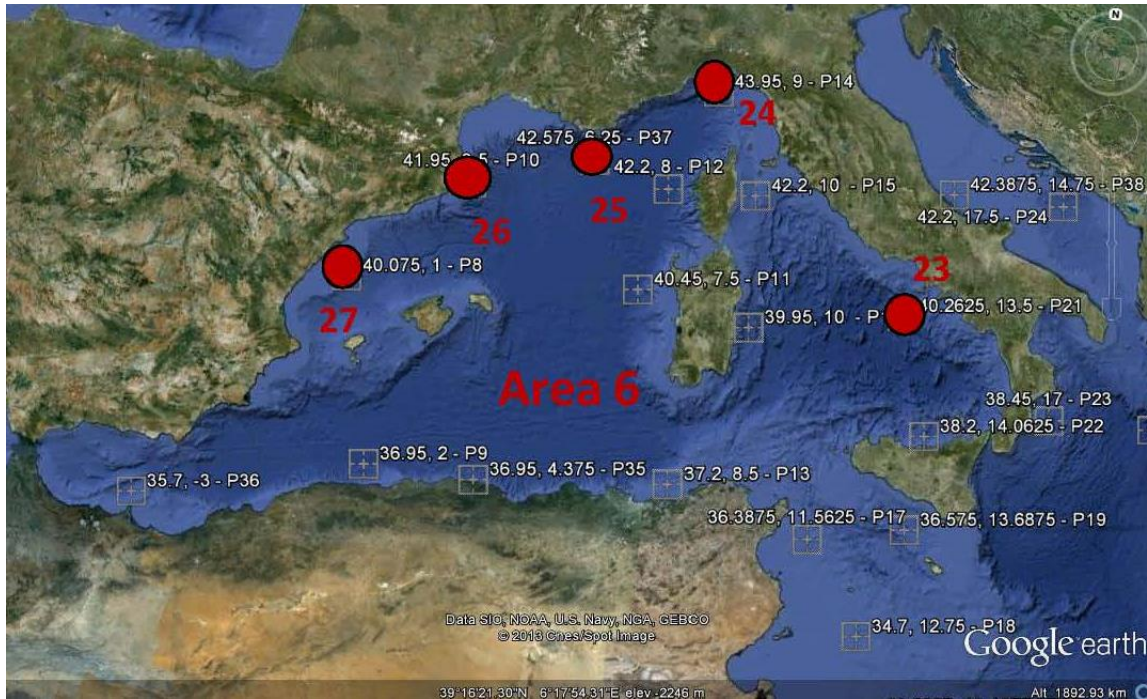 N
43.95, 9 - P14
24
42.575, 6.25 - P37
41.95, 3.5 - P10
42.2, 8 - P12
42.2, 10 - P15
42.3875, 14.75 - P38
42.2, 17.5 - P24
25
26
40.075, 1 - P8
27
40.45, 7.5 - P11
23
39.95, 10 - P
40.2625, 13.5 - P21
Area 6
38.45, 17 - P23
38.2, 14.0625 - P22
36.95, 2 - P9
36.95, 4.375 - P35
37.2, 8.5 - P13
35.7, -3 - P36
36.3875, 11.5625 - P17
36.575, 13.6875 - P19
34.7, 12.75 - P18
Data SIO, NOAA, U.S. Navy, NGA, GEBCO
© 2013 Cnes/Spot Image
Google earth
39°16'21.30"N 6°17'54.31"E elev -2246 m
Alt 1892.93 km